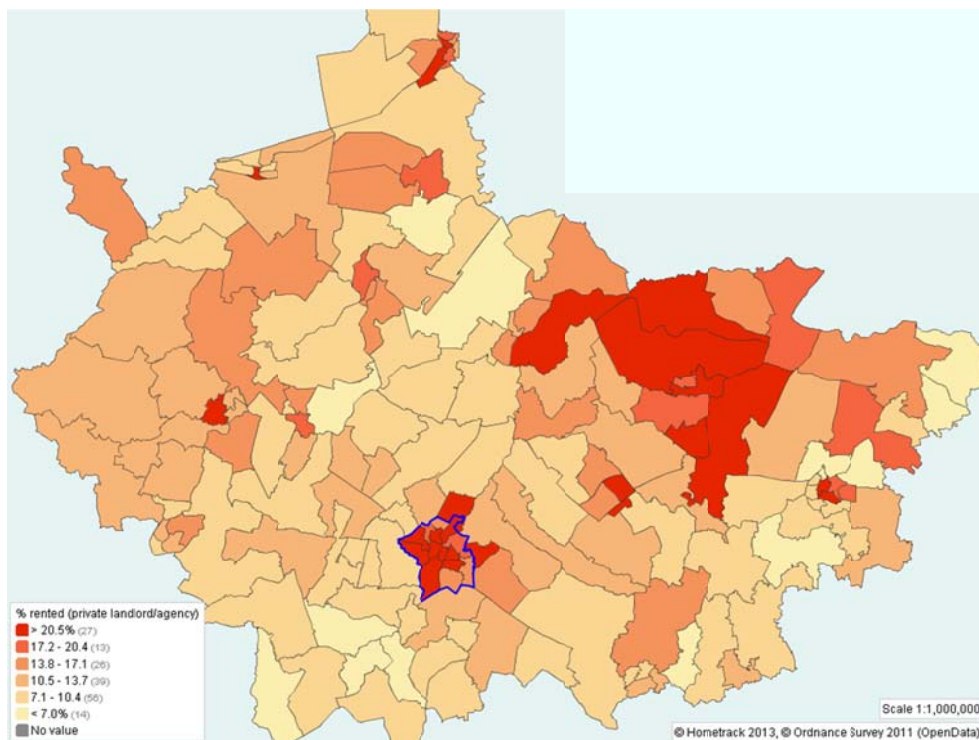 % rented (private landord/agency)
> 20.5% (27)
17.2 - 20.4 (13)
13.8 - 17.1 (26)
10.5 - 13.7 (39)
7.1 - 10.4 (56)
< 7.0% (14)
No value
Scale 1:1,000,000
© Hometrack 2013, © Ordnance Survey 2011 (OpenData)